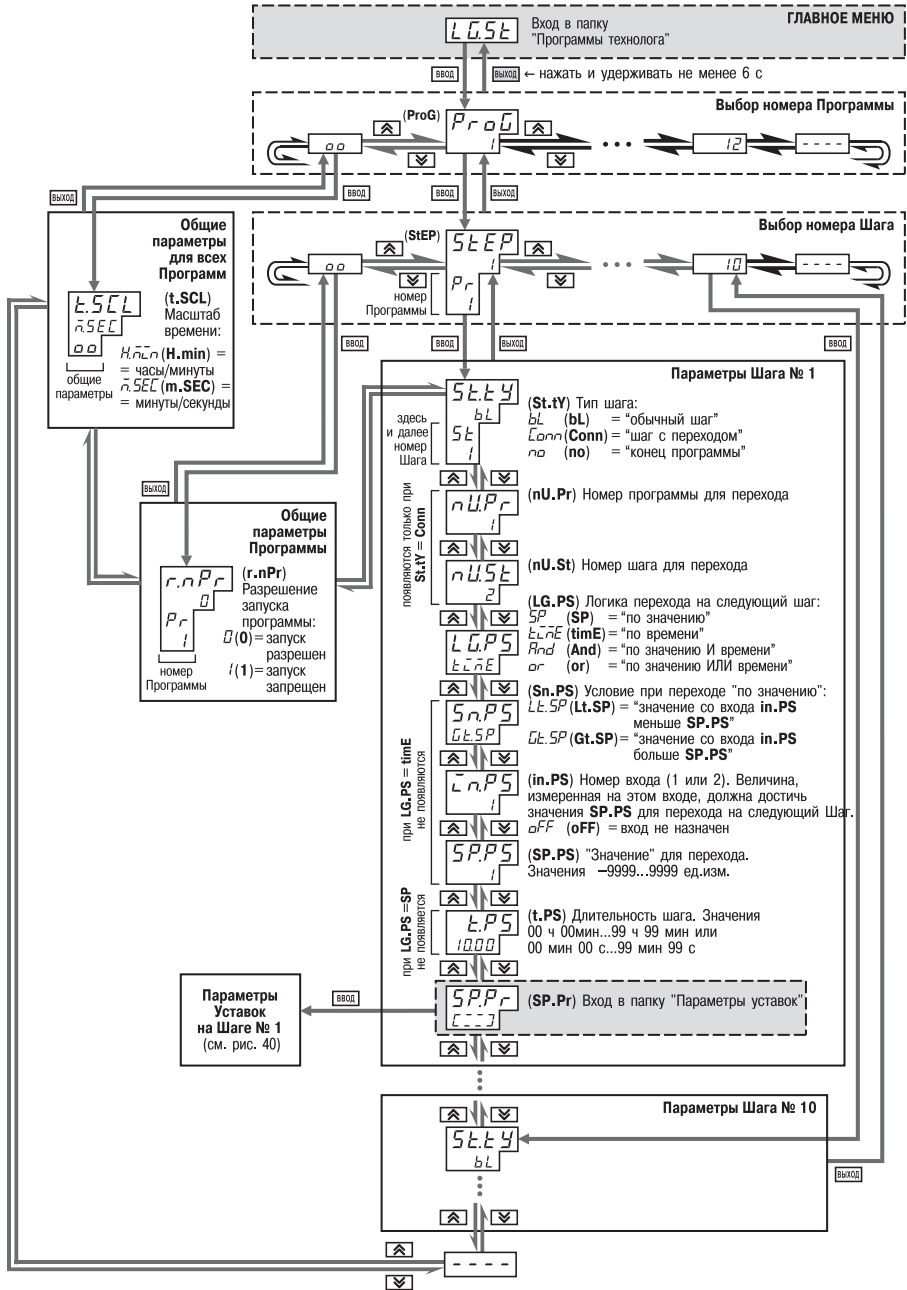 ГЛАВНОЕ МЕНЮ
LG.St
Вход в папку
"Программы технолога"
ВВОД
ВЫХОД
← нажать и удерживать не менее 6 с
Выбор номера Программы
(ProG)
ProG
1
oo
• • •
12
- - - -
ВЫХОД
ВВОД
ВВОД
ВЫХОД
Выбор номера Шага
(StEP)
StEP
1
Pr
1
oo
• • •
10
- - - -
номер
Программы
Общие
параметры
для всех
Программ
t.SCL
m.SEC
oo
(t.SCL)
Масштаб
времени:
H.min (H.min) =
= часы/минуты
m.SEC (m.SEC) =
= минуты/секунды
общие
параметры
ВВОД
ВВОД
ВЫХОД
ВВОД
Параметры Шага № 1
St.tY
bL
St
1
здесь
и далее
номер
Шага
(St.tY) Тип шага:
bL (bL) = “обычный шаг”
Conn (Conn) = “шаг с переходом”
no (no) = “конец программы”
появляются только при
St.tY = Conn
nU.Pr
1
(nU.Pr) Номер программы для перехода
nU.St
2
(nU.St) Номер шага для перехода
ВЫХОД
Общие
параметры
Программы
r.nPr
0
Pr
1
(r.nPr)
Разрешение
запуска
программы:
0 (0) = запуск
разрешен
1 (1) = запуск
запрещен
номер
Программы
(LG.PS) Логика перехода на следующий шаг:
SP (SP) = “по значению”
timE (timE) = “по времени”
And (And) = “по значению И времени”
or (or) = “по значению ИЛИ времени”
LG.PS
timE
при LG.PS = timE
не появляются
(Sn.PS) Условие при переходе "по значению":
Lt.SP (Lt.SP) = “значение со входа in.PS
меньше SP.PS”
Gt.SP (Gt.SP) = “значение со входа in.PS
больше SP.PS”
Sn.PS
Gt.SP
in.PS
1
(in.PS) Номер входа (1 или 2). Величина,
измеренная на этом входе, должна достичь
значения SP.PS для перехода на следующий Шаг.
oFF (oFF) = вход не назначен
SP.PS
1
(SP.PS) "Значение" для перехода.
Значения –9999...9999 ед.изм.
при LG.PS =SP
не появляется
t.PS
10.00
(t.PS) Длительность шага. Значения
00 ч 00мин...99 ч 99 мин или
00 мин 00 с...99 мин 99 с
Параметры
Уставок
на Шаге № 1
(см. рис. 40)
ВВОД
SP.Pr
[---]
(SP.Pr) Вход в папку "Параметры уставок"
Параметры Шага № 10
St.tY
bL
ВЫХОД
- - - -